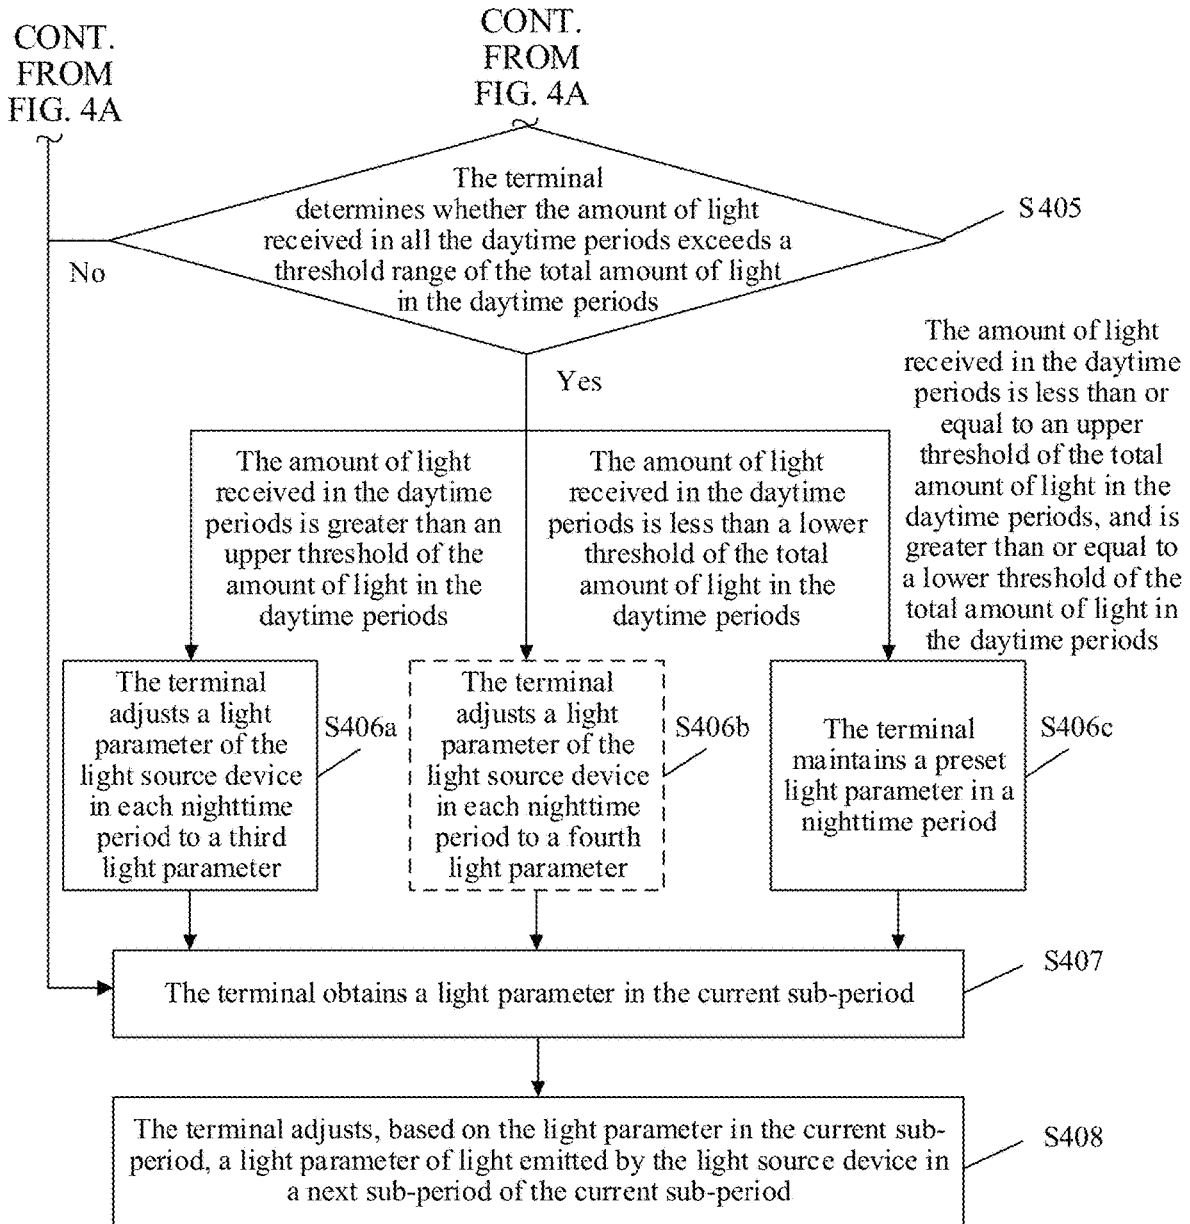 CONT.
FROM
FIG. 4A
CONT.
FROM
FIG. 4A
The terminal
determines whether the amount of light
received in all the daytime periods exceeds a
threshold range of the total amount of light
in the daytime periods
S405
No
Yes
The amount of light
received in the daytime
periods is greater than an
upper threshold of the
amount of light in the
daytime periods
The amount of light
received in the daytime
periods is less than a lower
threshold of the total
amount of light in the
daytime periods
The amount of light
received in the daytime
periods is less than or
equal to an upper
threshold of the total
amount of light in the
daytime periods, and is
greater than or equal to
a lower threshold of the
total amount of light in
the daytime periods
The terminal
adjusts a light
parameter of the
light source device
in each nighttime
period to a third
light parameter
S406a
The terminal
adjusts a light
parameter of the
light source device
in each nighttime
period to a fourth
light parameter
S406b
The terminal
maintains a preset
light parameter in a
nighttime period
S406c
The terminal obtains a light parameter in the current sub-period
S407
The terminal adjusts, based on the light parameter in the current sub-
period, a light parameter of light emitted by the light source device in
a next sub-period of the current sub-period
S408